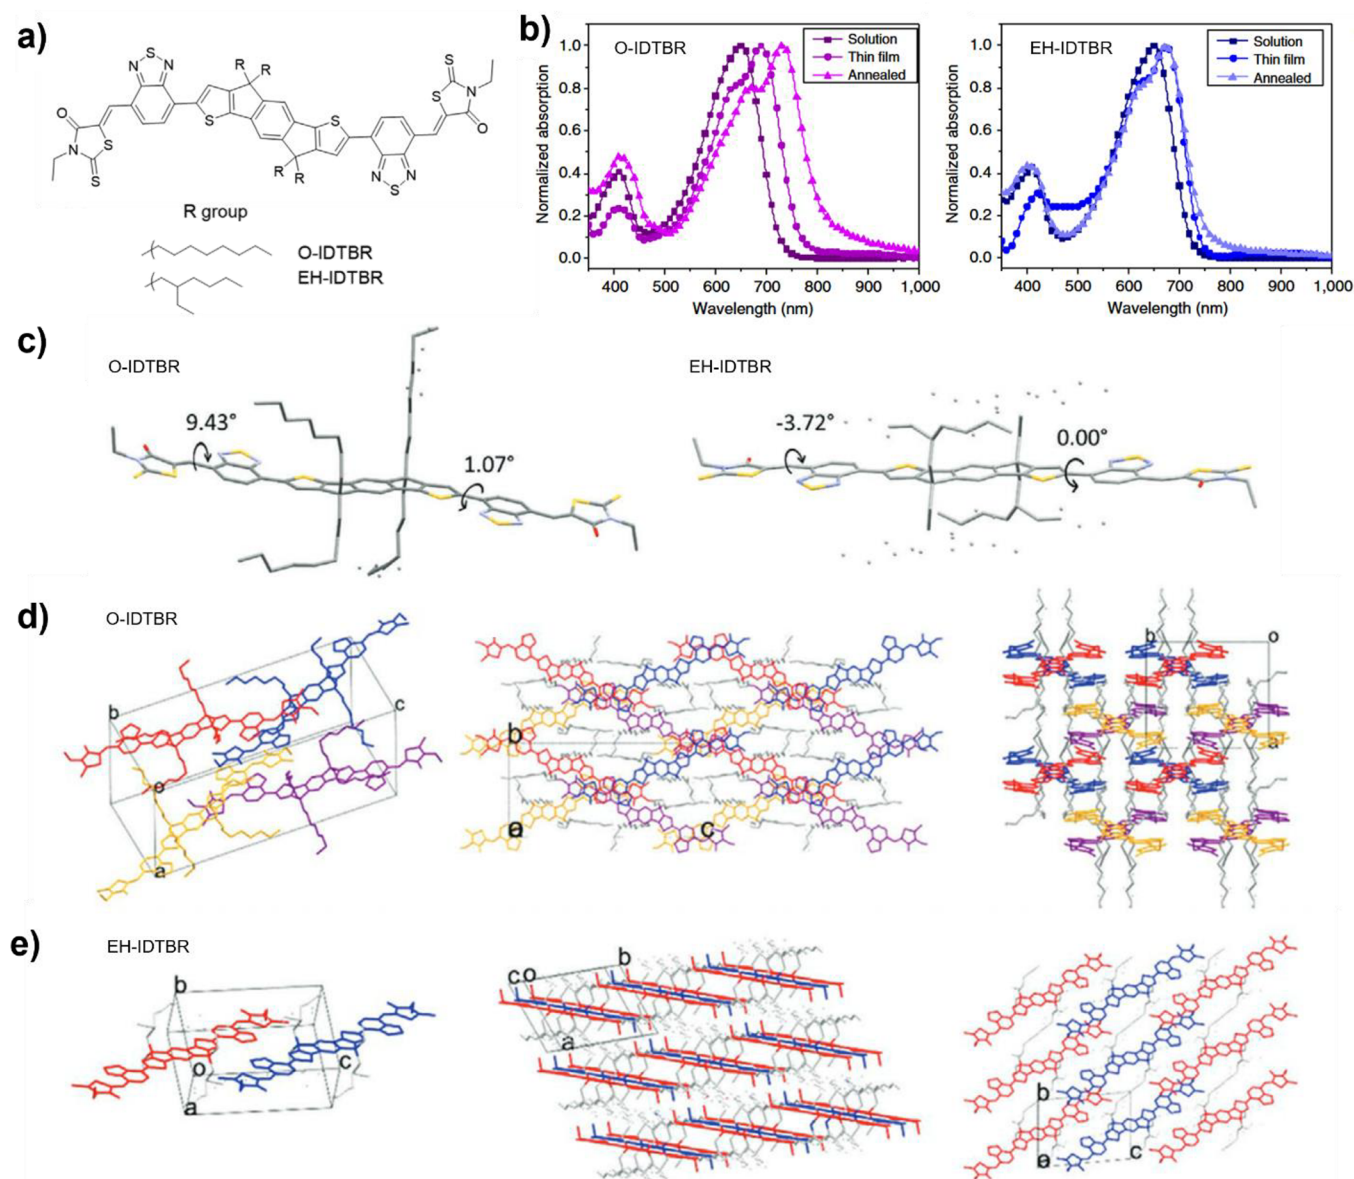 a)
S
N N
R R
S
S
N
O
S
N
S
S
R R
O
S
N
S
N N
S
R group
O-IDTBR
EH-IDTBR
b)
O-IDTBR
Solution
Thin film
Annealed
Normalized absorption
1.0
0.8
0.6
0.4
0.2
0.0
400 500 600 700 800 900 1,000
Wavelength (nm)
EH-IDTBR
Solution
Thin film
Annealed
Normalized absorption
1.0
0.8
0.6
0.4
0.2
0.0
400 500 600 700 800 900 1,000
Wavelength (nm)
c)
O-IDTBR
9.43°
1.07°
EH-IDTBR
-3.72°
0.00°
d)
O-IDTBR
b
c
a
b
c
b
o
a
e)
EH-IDTBR
b
o
c
a
c o
b
a
b
c